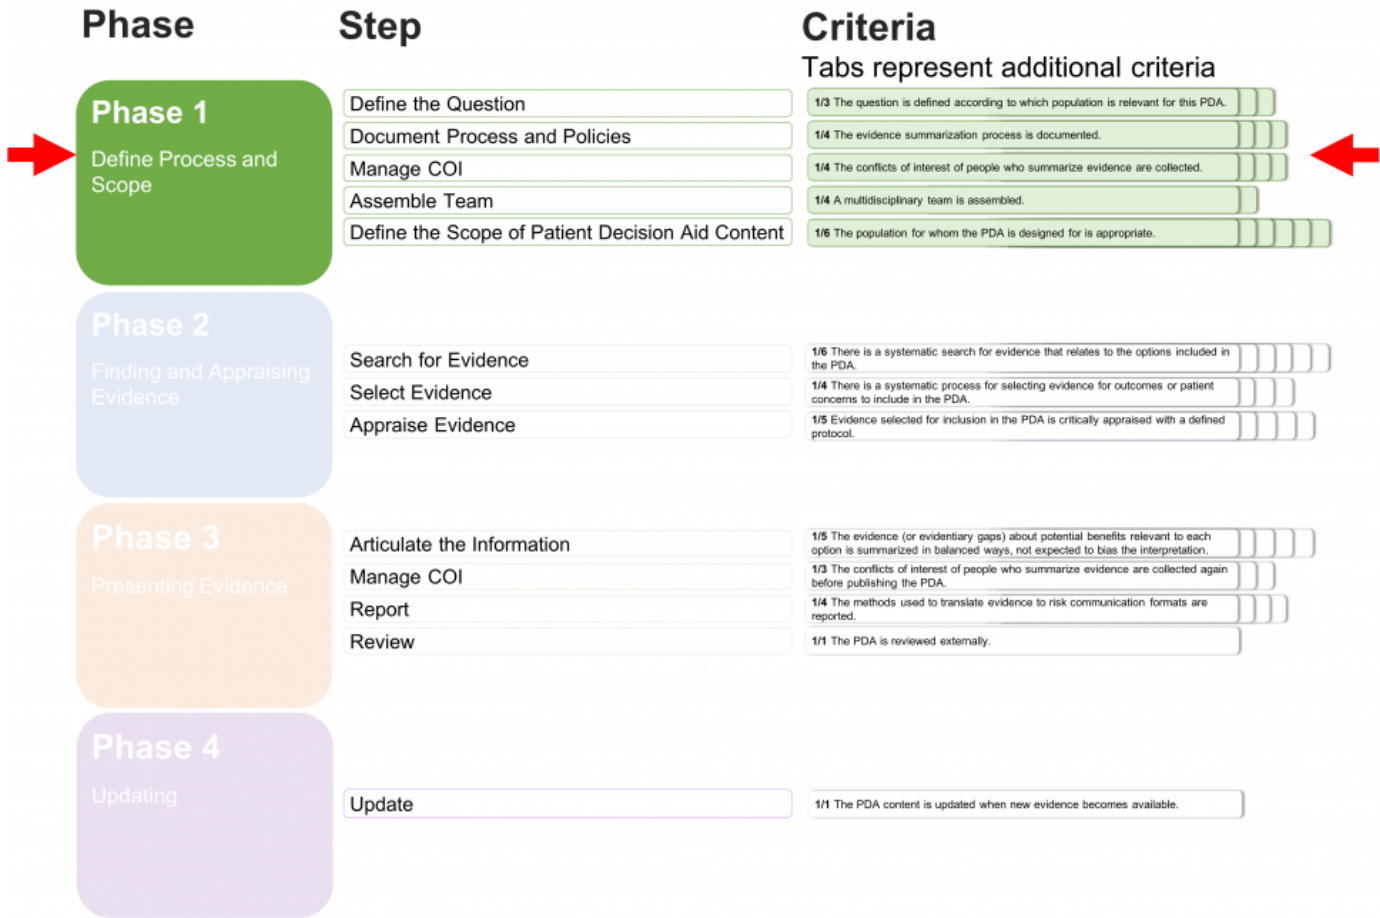 Phase
Step
Criteria
Tabs represent additional criteria
Phase 1
Define Process and
Scope
Define the Question
1/3 The question is defined according to which population is relevant for this PDA.
Document Process and Policies
1/4 The evidence summarization process is documented.
Manage COI
1/4 The conflicts of interest of people who summarize evidence are collected.
Assemble Team
1/4 A multidisciplinary team is assembled.
Define the Scope of Patient Decision Aid Content
1/6 The population for whom the PDA is designed for is appropriate.
Phase 2
Finding and Appraising
Evidence
Search for Evidence
1/6 There is a systematic search for evidence that relates to the options included in
the PDA.
Select Evidence
1/4 There is a systematic process for selecting evidence for outcomes or patient
concerns to include in the PDA.
Appraise Evidence
1/5 Evidence selected for inclusion in the PDA is critically appraised with a defined
protocol.
Phase 3
Presenting Evidence
Articulate the Information
1/5 The evidence (or evidentiary gaps) about potential benefits relevant to each
option is summarized in balanced ways, not expected to bias the interpretation.
Manage COI
1/3 The conflicts of interest of people who summarize evidence are collected again
before publishing the PDA.
Report
1/4 The methods used to translate evidence to risk communication formats are
reported.
Review
1/1 The PDA is reviewed externally.
Phase 4
Updating
Update
1/1 The PDA content is updated when new evidence becomes available.